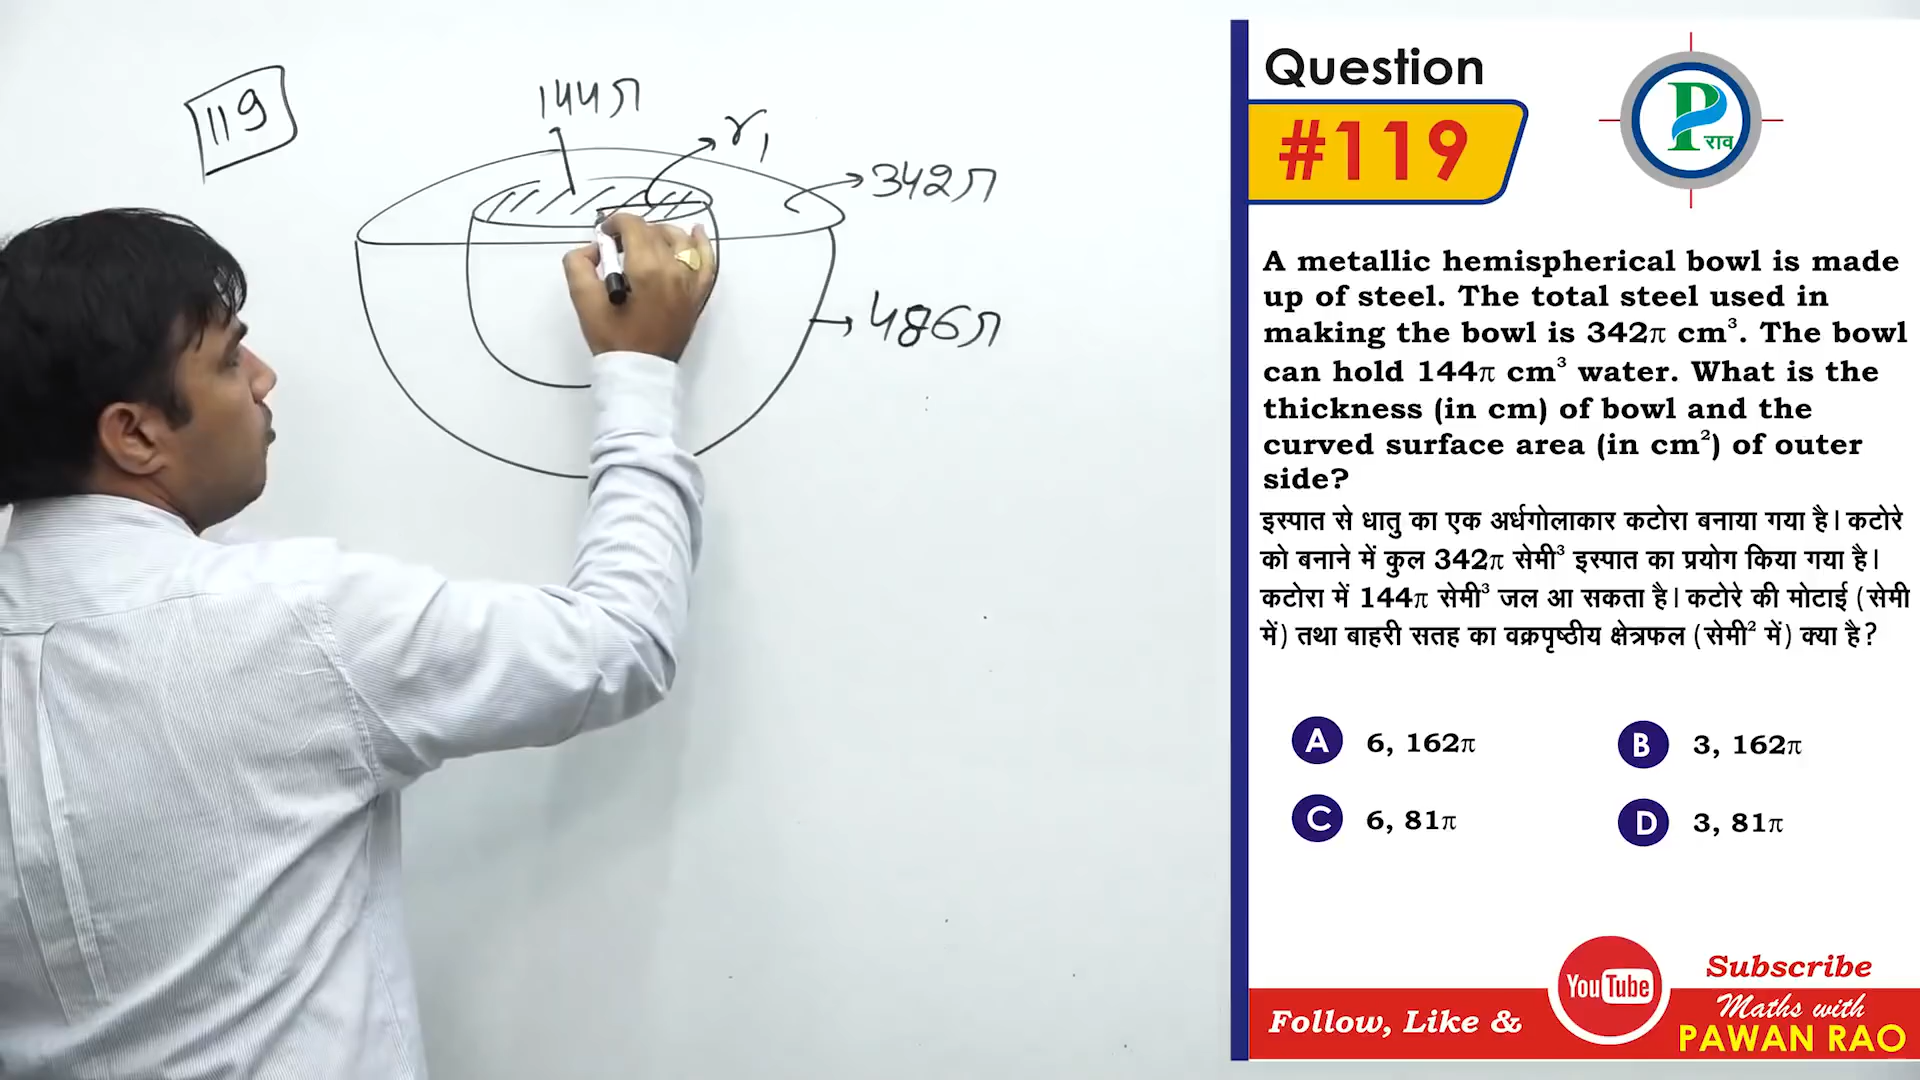 119
144π
r₁
342π
486π
Question
#119
P
राव
A metallic hemispherical bowl is made
up of steel. The total steel used in
making the bowl is 342π cm³. The bowl
can hold 144π cm³ water. What is the
thickness (in cm) of bowl and the
curved surface area (in cm²) of outer
side?
इस्पात से धातु का एक अर्धगोलाकार कटोरा बनाया गया है। कटोरे
को बनाने में कुल 342π सेमी³ इस्पात का प्रयोग किया गया है।
कटोरा में 144π सेमी³ जल आ सकता है। कटोरे की मोटाई (सेमी
में) तथा बाहरी सतह का वक्रपृष्ठीय क्षेत्रफल (सेमी² में) क्या है?
A 6, 162π
B 3, 162π
C 6, 81π
D 3, 81π
Follow, Like &
YouTube
Subscribe
Maths with
PAWAN RAO